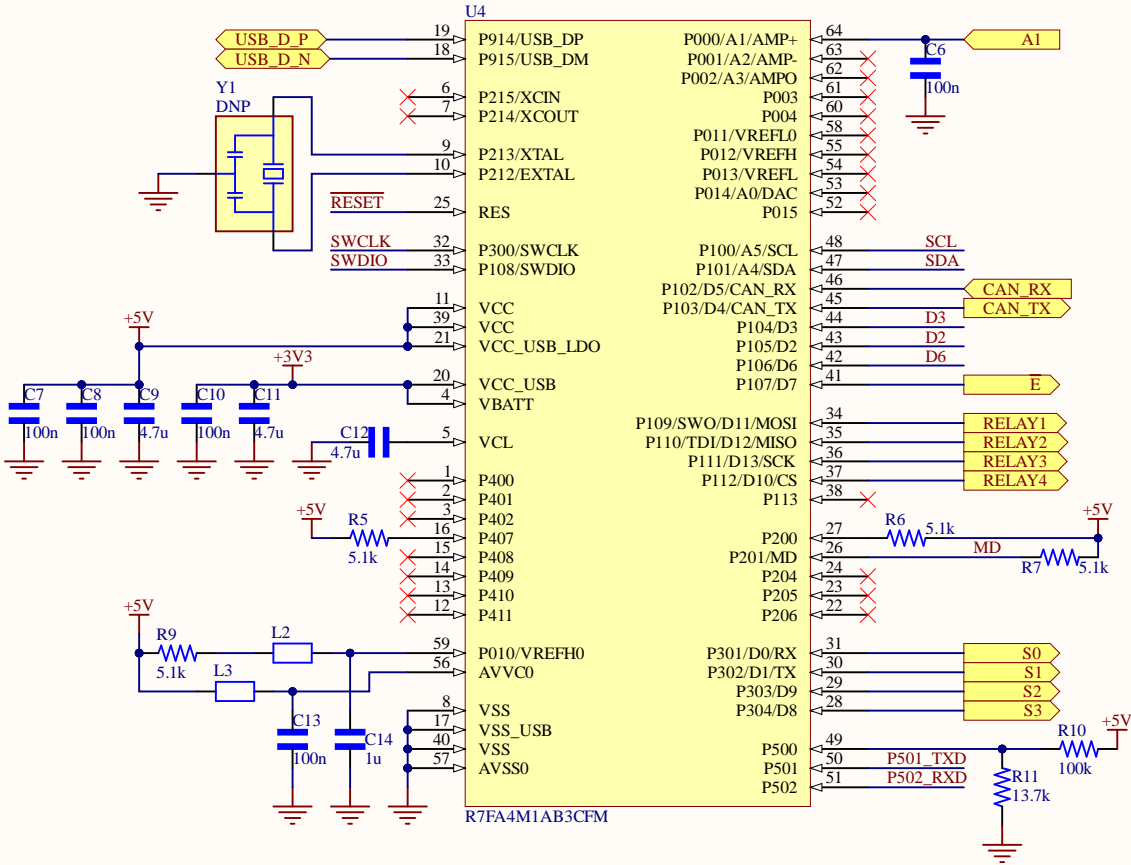 U4
USB_D_P 19 P914/USB_DP
USB_D_N 18 P915/USB_DM
Y1
DNP
6 P215/XCIN
7 P214/XCOUT
9 P213/XTAL
10 P212/EXTAL
RESET 25 RES
SWCLK 32 P300/SWCLK
SWDIO 33 P108/SWDIO
11 VCC
+5V 39 VCC
21 VCC_USB_LDO
+3V3
20 VCC_USB
4 VBATT
C7 C8 C9 C10 C11
100n 100n 4.7u 100n 4.7u
C12 5 VCL
4.7u
1 P400
2 P401
3 P402
+5V R5 16 P407
5.1k
15 P408
14 P409
13 P410
12 P411
+5V
R9 L2 59 P010/VREFH0
5.1k
L3 56 AVVC0
8 VSS
C13 17 VSS_USB
C14 40 VSS
100n 1u
57 AVSS0
P000/A1/AMP+ 64 A1
P001/A2/AMP- 63 C6
P002/A3/AMPO 62
100n
P003 61
P004 60
P011/VREFL0 58
P012/VREFH 55
P013/VREFL 54
P014/A0/DAC 53
P015 52
P100/A5/SCL 48 SCL
P101/A4/SDA 47 SDA
P102/D5/CAN_RX 46 CAN_RX
P103/D4/CAN_TX 45 CAN_TX
P104/D3 44 D3
P105/D2 43 D2
P106/D6 42 D6
P107/D7 41 E
P109/SWO/D11/MOSI 34 RELAY1
P110/TDI/D12/MISO 35 RELAY2
P111/D13/SCK 36 RELAY3
P112/D10/CS 37 RELAY4
P113 38
+5V
P200 27 R6 5.1k
P201/MD 26 MD R7 5.1k
P204 24
P205 23
P206 22
P301/D0/RX 31 S0
P302/D1/TX 30 S1
P303/D9 29 S2
P304/D8 28 S3
P500 49 R10 +5V
100k
P501 50 P501_TXD
P502 51 P502_RXD
R11
13.7k
R7FA4M1AB3CFM